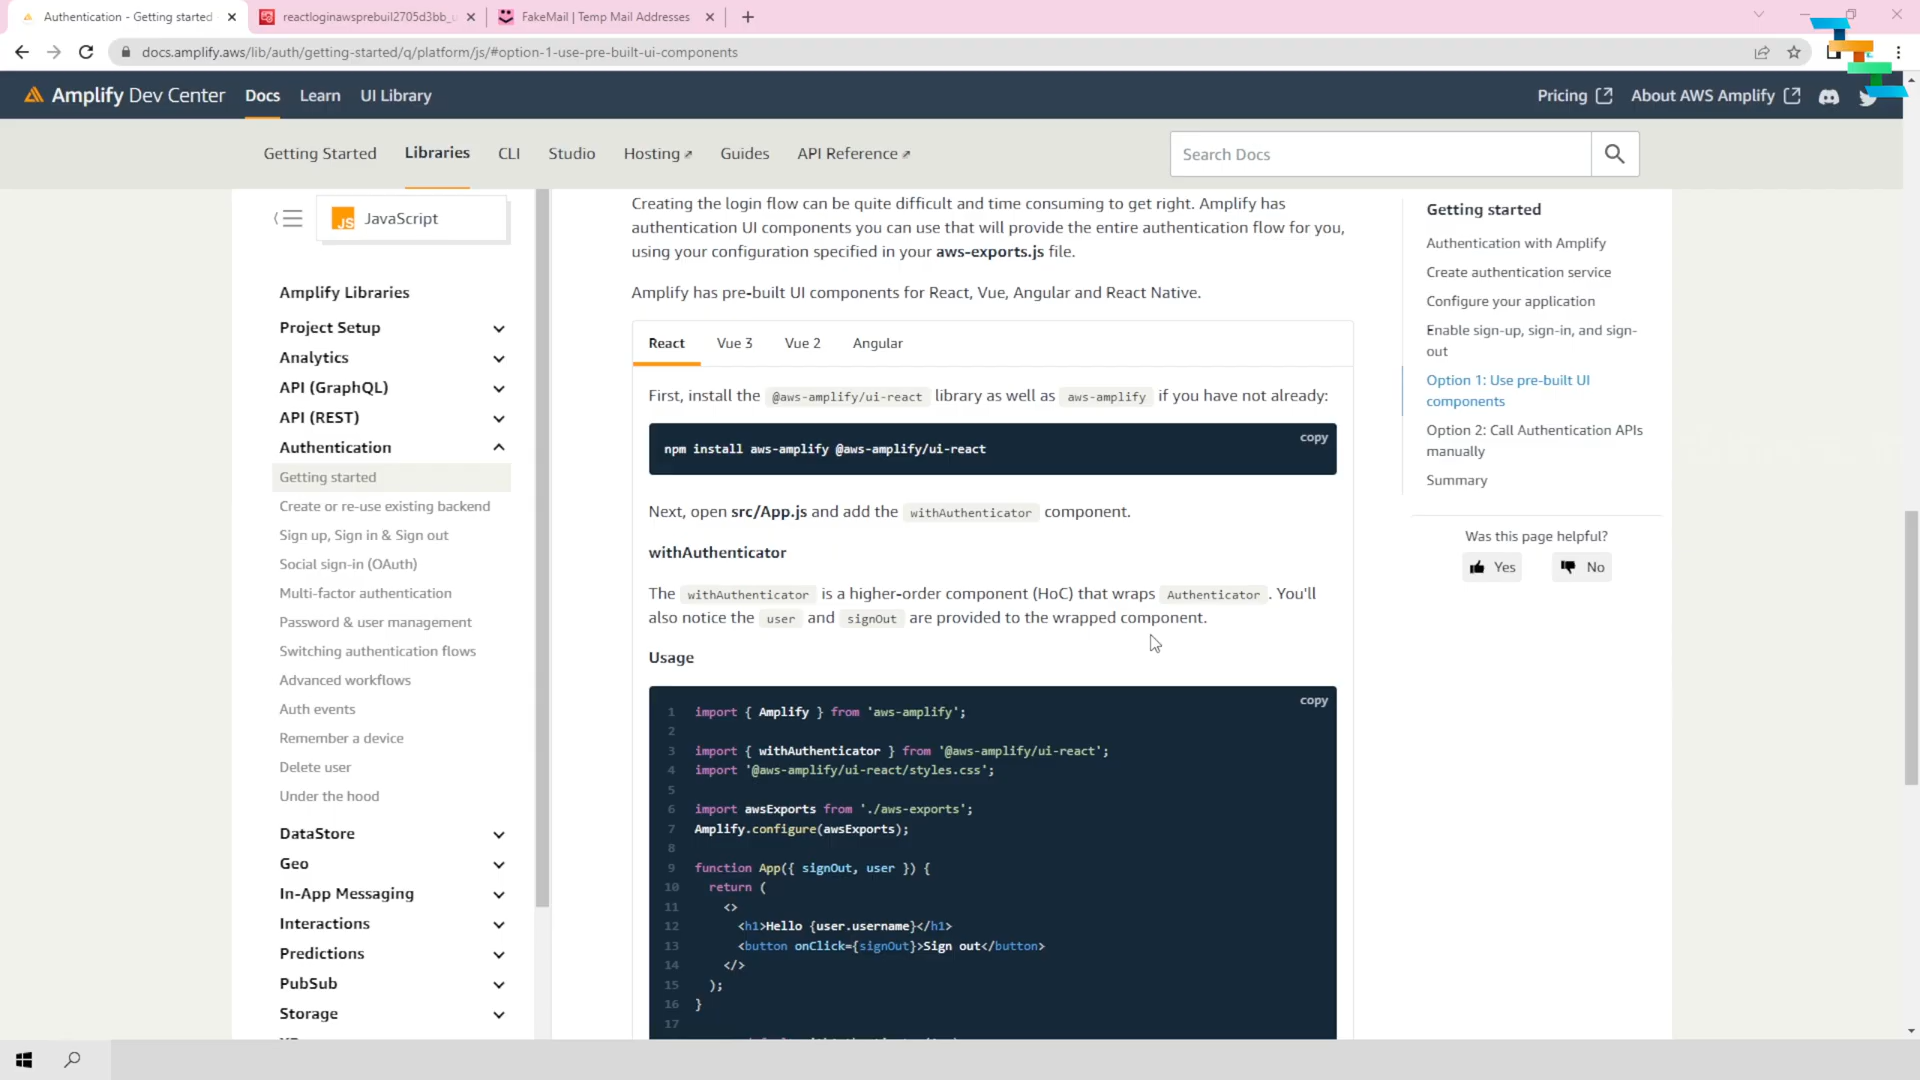 Authentication - Getting started
reactloginawsprebuil2705d3bb_u
FakeMail | Temp Mail Addresses
docs.amplify.aws/lib/auth/getting-started/q/platform/js/#option-1-use-pre-built-ui-components
Amplify Dev Center
Docs
Learn
UI Library
Pricing
About AWS Amplify
Getting Started
Libraries
CLI
Studio
Hosting
Guides
API Reference
Search Docs
JS JavaScript
Amplify Libraries
Project Setup
Analytics
API (GraphQL)
API (REST)
Authentication
Getting started
Create or re-use existing backend
Sign up, Sign in & Sign out
Social sign-in (OAuth)
Multi-factor authentication
Password & user management
Switching authentication flows
Advanced workflows
Auth events
Remember a device
Delete user
Under the hood
DataStore
Geo
In-App Messaging
Interactions
Predictions
PubSub
Storage
Creating the login flow can be quite difficult and time consuming to get right. Amplify has
authentication UI components you can use that will provide the entire authentication flow for you,
using your configuration specified in your aws-exports.js file.
Amplify has pre-built UI components for React, Vue, Angular and React Native.
React
Vue 3
Vue 2
Angular
First, install the @aws-amplify/ui-react library as well as aws-amplify if you have not already:
copy
npm install aws-amplify @aws-amplify/ui-react
Next, open src/App.js and add the withAuthenticator component.
withAuthenticator
The withAuthenticator is a higher-order component (HoC) that wraps Authenticator . You'll
also notice the user and signOut are provided to the wrapped component.
Usage
copy
1 import { Amplify } from 'aws-amplify';
2
3 import { withAuthenticator } from '@aws-amplify/ui-react';
4 import '@aws-amplify/ui-react/styles.css';
5
6 import awsExports from './aws-exports';
7 Amplify.configure(awsExports);
8
9 function App({ signOut, user }) {
10 return (
11 <>
12 <h1>Hello {user.username}</h1>
13 <button onClick={signOut}>Sign out</button>
14 </>
15 );
16 }
17
Getting started
Authentication with Amplify
Create authentication service
Configure your application
Enable sign-up, sign-in, and sign-
out
Option 1: Use pre-built UI
components
Option 2: Call Authentication APIs
manually
Summary
Was this page helpful?
Yes
No